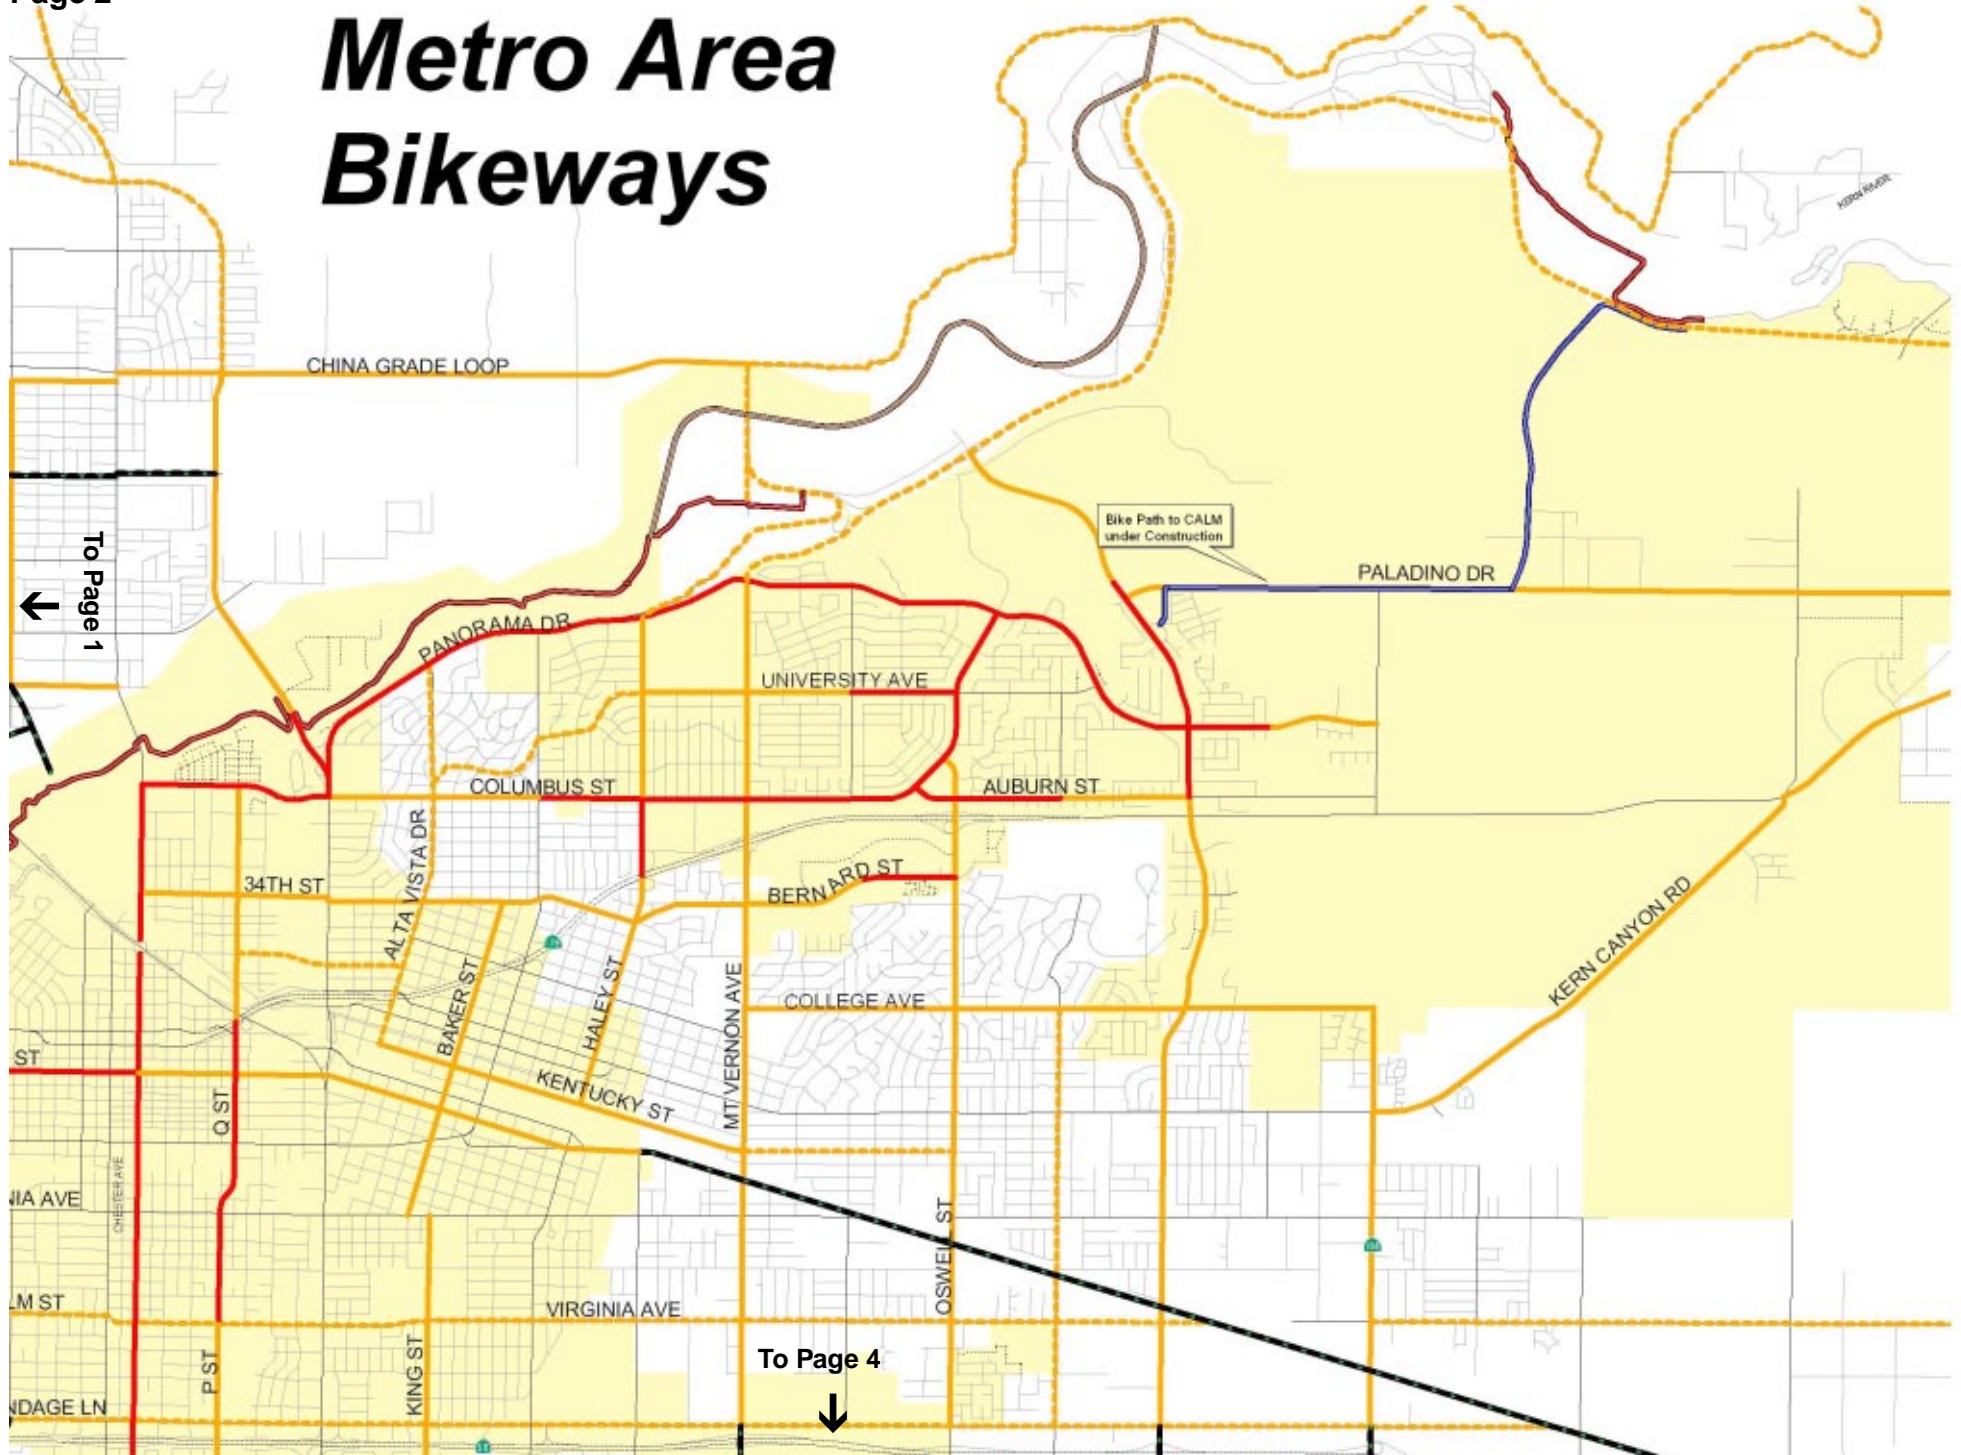 Metro Area
Bikeways
KERN RIVER
CHINA GRADE LOOP
To Page 1
Bike Path to CALM
under Construction
PALADINO DR
PANORAMA DR
UNIVERSITY AVE
COLUMBUS ST
AUBURN ST
ALTA VISTA DR
34TH ST
BERNARD ST
KERN CANYON RD
BAKER ST
HALEY ST
MT VERNON AVE
COLLEGE AVE
ST
KENTUCKY ST
Q ST
CHESTER AVE
NIA AVE
OSWELL ST
LM ST
VIRGINIA AVE
P ST
KING ST
To Page 4
NDAGE LN